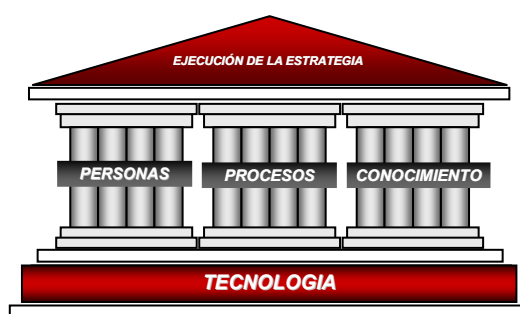 EJECUCIÓN DE LA ESTRATEGIA
PERSONAS
PROCESOS
CONOCIMIENTO
TECNOLOGIA